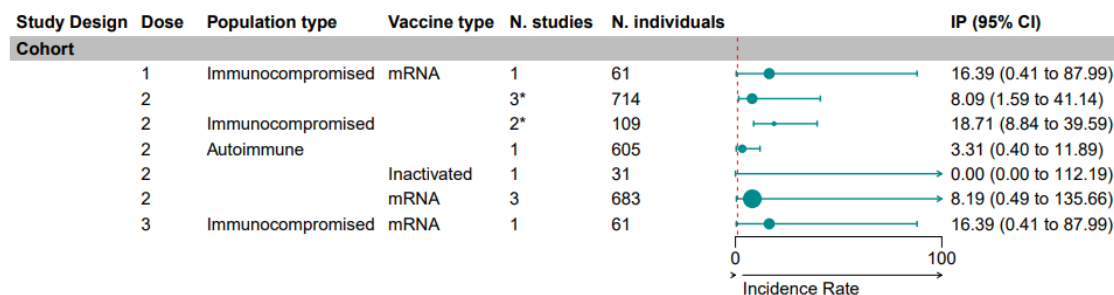 Study Design Dose Population type Vaccine type N. studies N. individuals IP (95% CI)
Cohort
1 Immunocompromised mRNA 1 61 16.39 (0.41 to 87.99)
2 3* 714 8.09 (1.59 to 41.14)
2 Immunocompromised 2* 109 18.71 (8.84 to 39.59)
2 Autoimmune 1 605 3.31 (0.40 to 11.89)
2 Inactivated 1 31 0.00 (0.00 to 112.19)
2 mRNA 3 683 8.19 (0.49 to 135.66)
3 Immunocompromised mRNA 1 61 16.39 (0.41 to 87.99)
0 100
Incidence Rate